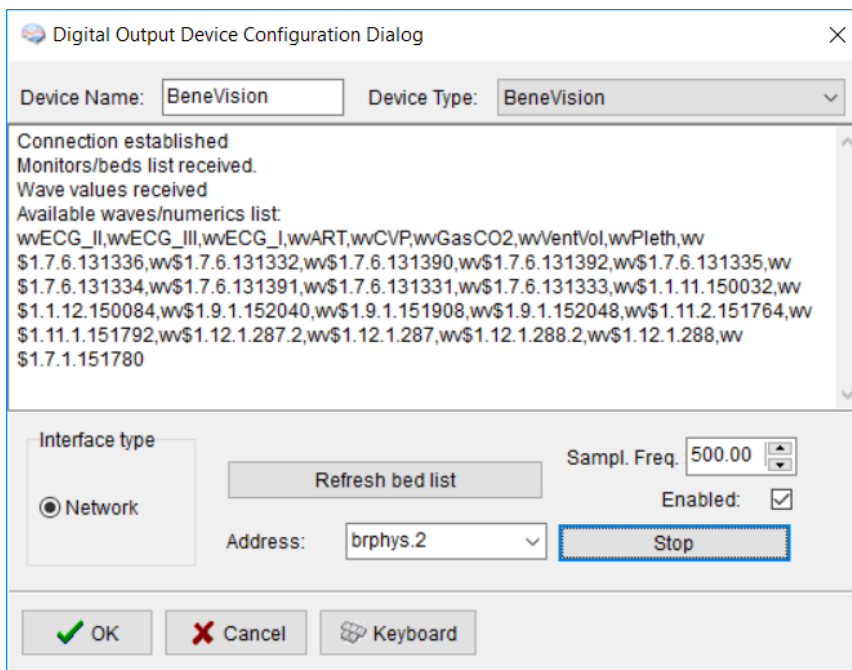 Digital Output Device Configuration Dialog
Device Name: BeneVision Device Type: BeneVision
Connection established
Monitors/beds list received.
Wave values received
Available waves/numerics list:
wvECG_II,wvECG_III,wvECG_I,wvART,wvCVP,wvGasCO2,wvVentVol,wvPleth,wv
$1.7.6.131336,wv$1.7.6.131332,wv$1.7.6.131390,wv$1.7.6.131392,wv$1.7.6.131335,wv
$1.7.6.131334,wv$1.7.6.131391,wv$1.7.6.131331,wv$1.7.6.131333,wv$1.1.11.150032,wv
$1.1.12.150084,wv$1.9.1.152040,wv$1.9.1.151908,wv$1.9.1.152048,wv$1.11.2.151764,wv
$1.11.1.151792,wv$1.12.1.287.2,wv$1.12.1.287,wv$1.12.1.288.2,wv$1.12.1.288,wv
$1.7.1.151780
Interface type
Network
Refresh bed list
Sampl. Freq. 500.00
Enabled:
Address: brphys.2
Stop
OK Cancel Keyboard